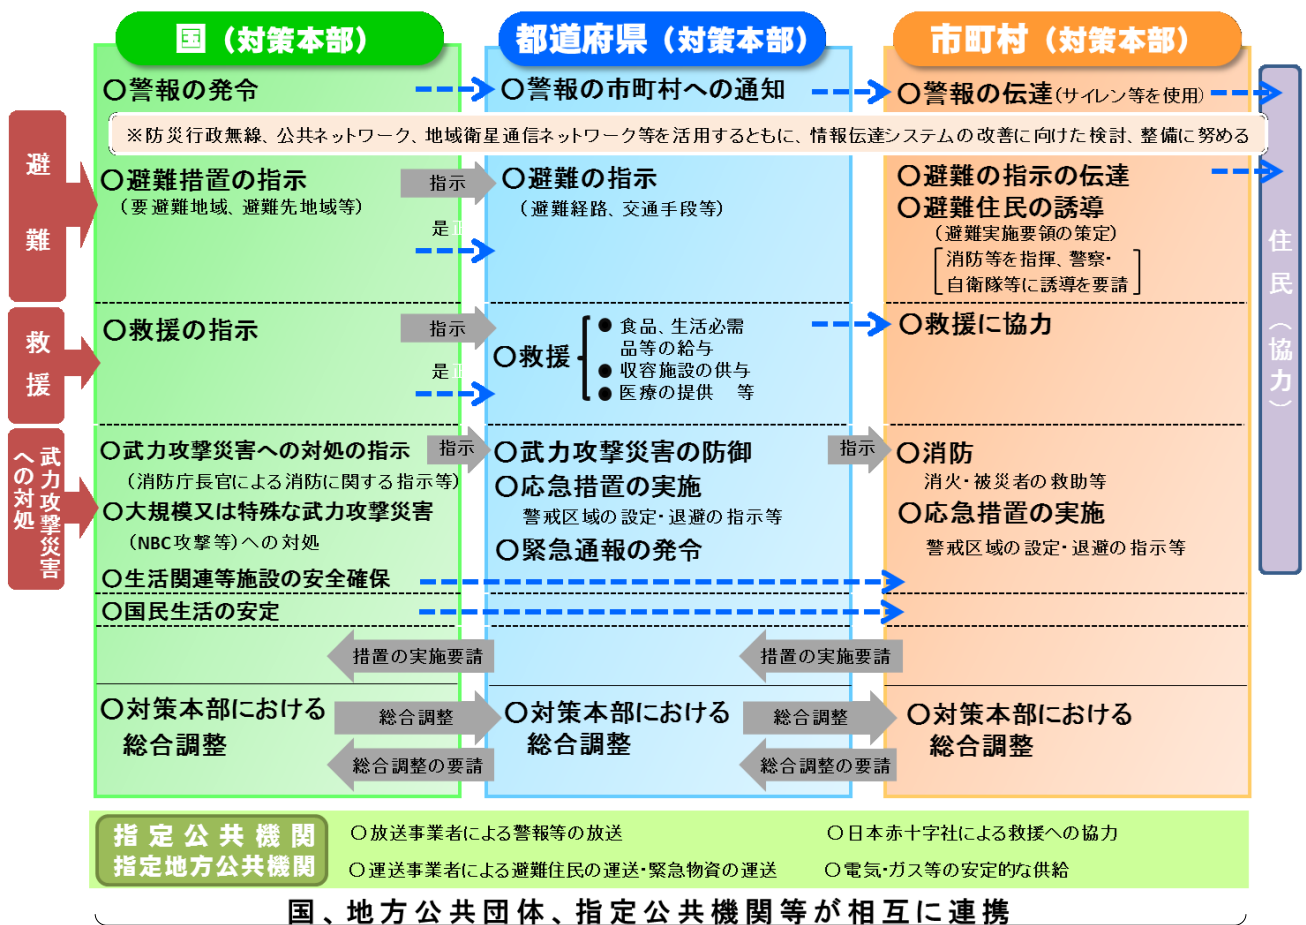 国（対策本部）
都道府県（対策本部）
市町村（対策本部）
〇警報の発令
〇警報の市町村への通知
〇警報の伝達(サイレン等を使用)
※防災行政無線、公共ネットワーク、地域衛星通信ネットワーク等を活用するともに、情報伝達システムの改善に向けた検討、整備に努める
避難
〇避難措置の指示
（要避難地域、避難先地域等）
指示
是正
〇避難の指示
（避難経路、交通手段等）
〇避難の指示の伝達
〇避難住民の誘導
（避難実施要領の策定）
消防等を指揮、警察・
自衛隊等に誘導を要請
住民（協力）
救援
〇救援の指示
指示
是正
〇救援
● 食品、生活必需
品等の給与
● 収容施設の供与
● 医療の提供　等
〇救援に協力
武力攻撃災害
への対処
〇武力攻撃災害への対処の指示
（消防庁長官による消防に関する指示等）
〇大規模又は特殊な武力攻撃災害
（NBC攻撃等）への対処
〇生活関連等施設の安全確保
〇国民生活の安定
指示
〇武力攻撃災害の防御
〇応急措置の実施
警戒区域の設定・退避の指示等
〇緊急通報の発令
指示
〇消防
消火・被災者の救助等
〇応急措置の実施
警戒区域の設定・退避の指示等
措置の実施要請
措置の実施要請
〇対策本部における
総合調整
総合調整
総合調整の要請
〇対策本部における
総合調整
総合調整
総合調整の要請
〇対策本部における
総合調整
指定公共機関
指定地方公共機関
〇放送事業者による警報等の放送
〇日本赤十字社による救援への協力
〇運送事業者による避難住民の運送・緊急物資の運送
〇電気・ガス等の安定的な供給
国、地方公共団体、指定公共機関等が相互に連携